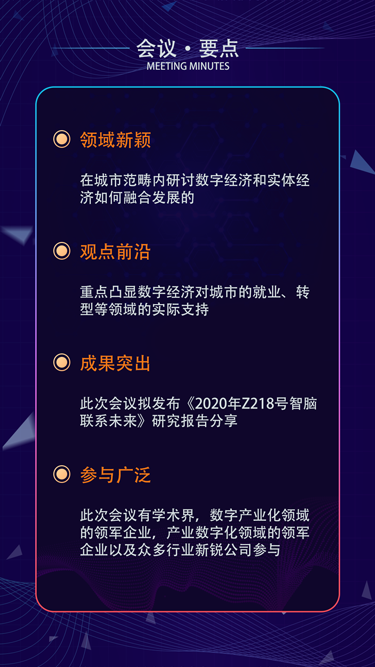 会议·要点
MEETING MINUTES
领域新颖
在城市范畴内研讨数字经济和实体经
济如何融合发展的
观点前沿
重点凸显数字经济对城市的就业、转
型等领域的实际支持
成果突出
此次会议拟发布《2020年Z218号智脑
联系未来》研究报告分享
参与广泛
此次会议有学术界，数字产业化领域
的领军企业，产业数字化领域的领军
企业以及众多行业新锐公司参与